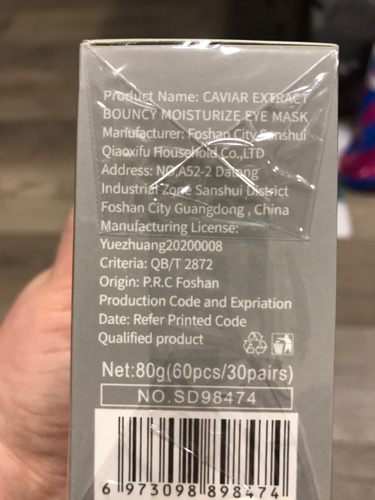 Product Name: CAVIAR EXTRACT
BOUNCY MOISTURIZE EYE MASK
Manufacturer: Foshan City Sanshui
Qiaoxifu Household Co.,LTD
Address: NO,A52-2 Datang
Industrial Zone Sanshui District
Foshan City Guangdong , China
Manufacturing License:
Yuezhuang20200008
Criteria: QB/T 2872
Origin: P.R.C Foshan
Production Code and Expriation
Date: Refer Printed Code
Qualified product
Net:80g(60pcs/30pairs)
NO.SD98474
6 973098 898474